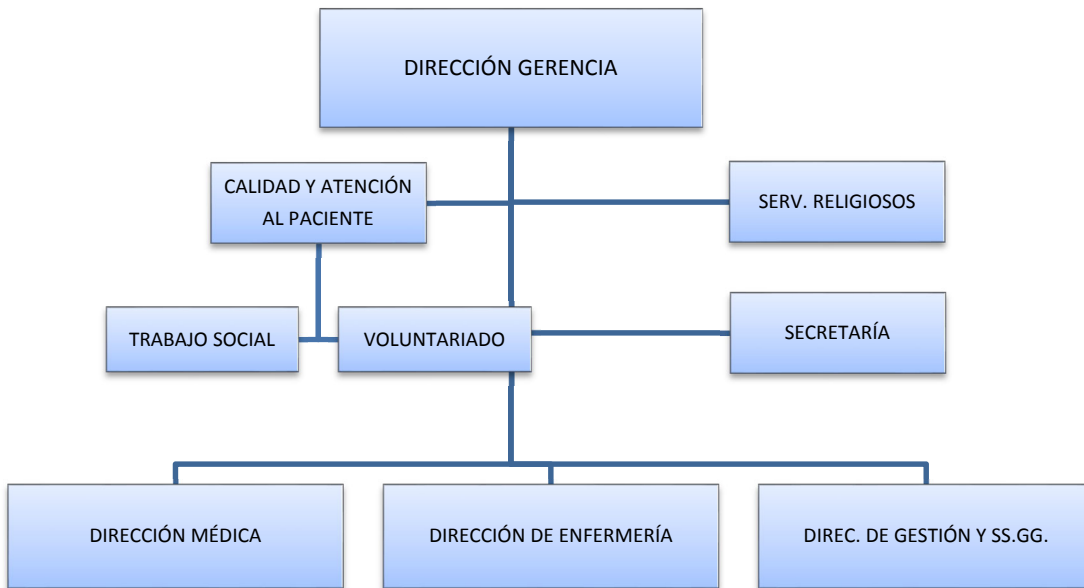 DIRECCIÓN GERENCIA
CALIDAD Y ATENCIÓN
AL PACIENTE
SERV. RELIGIOSOS
TRABAJO SOCIAL
VOLUNTARIADO
SECRETARÍA
DIRECCIÓN MÉDICA
DIRECCIÓN DE ENFERMERÍA
DIREC. DE GESTIÓN Y SS.GG.